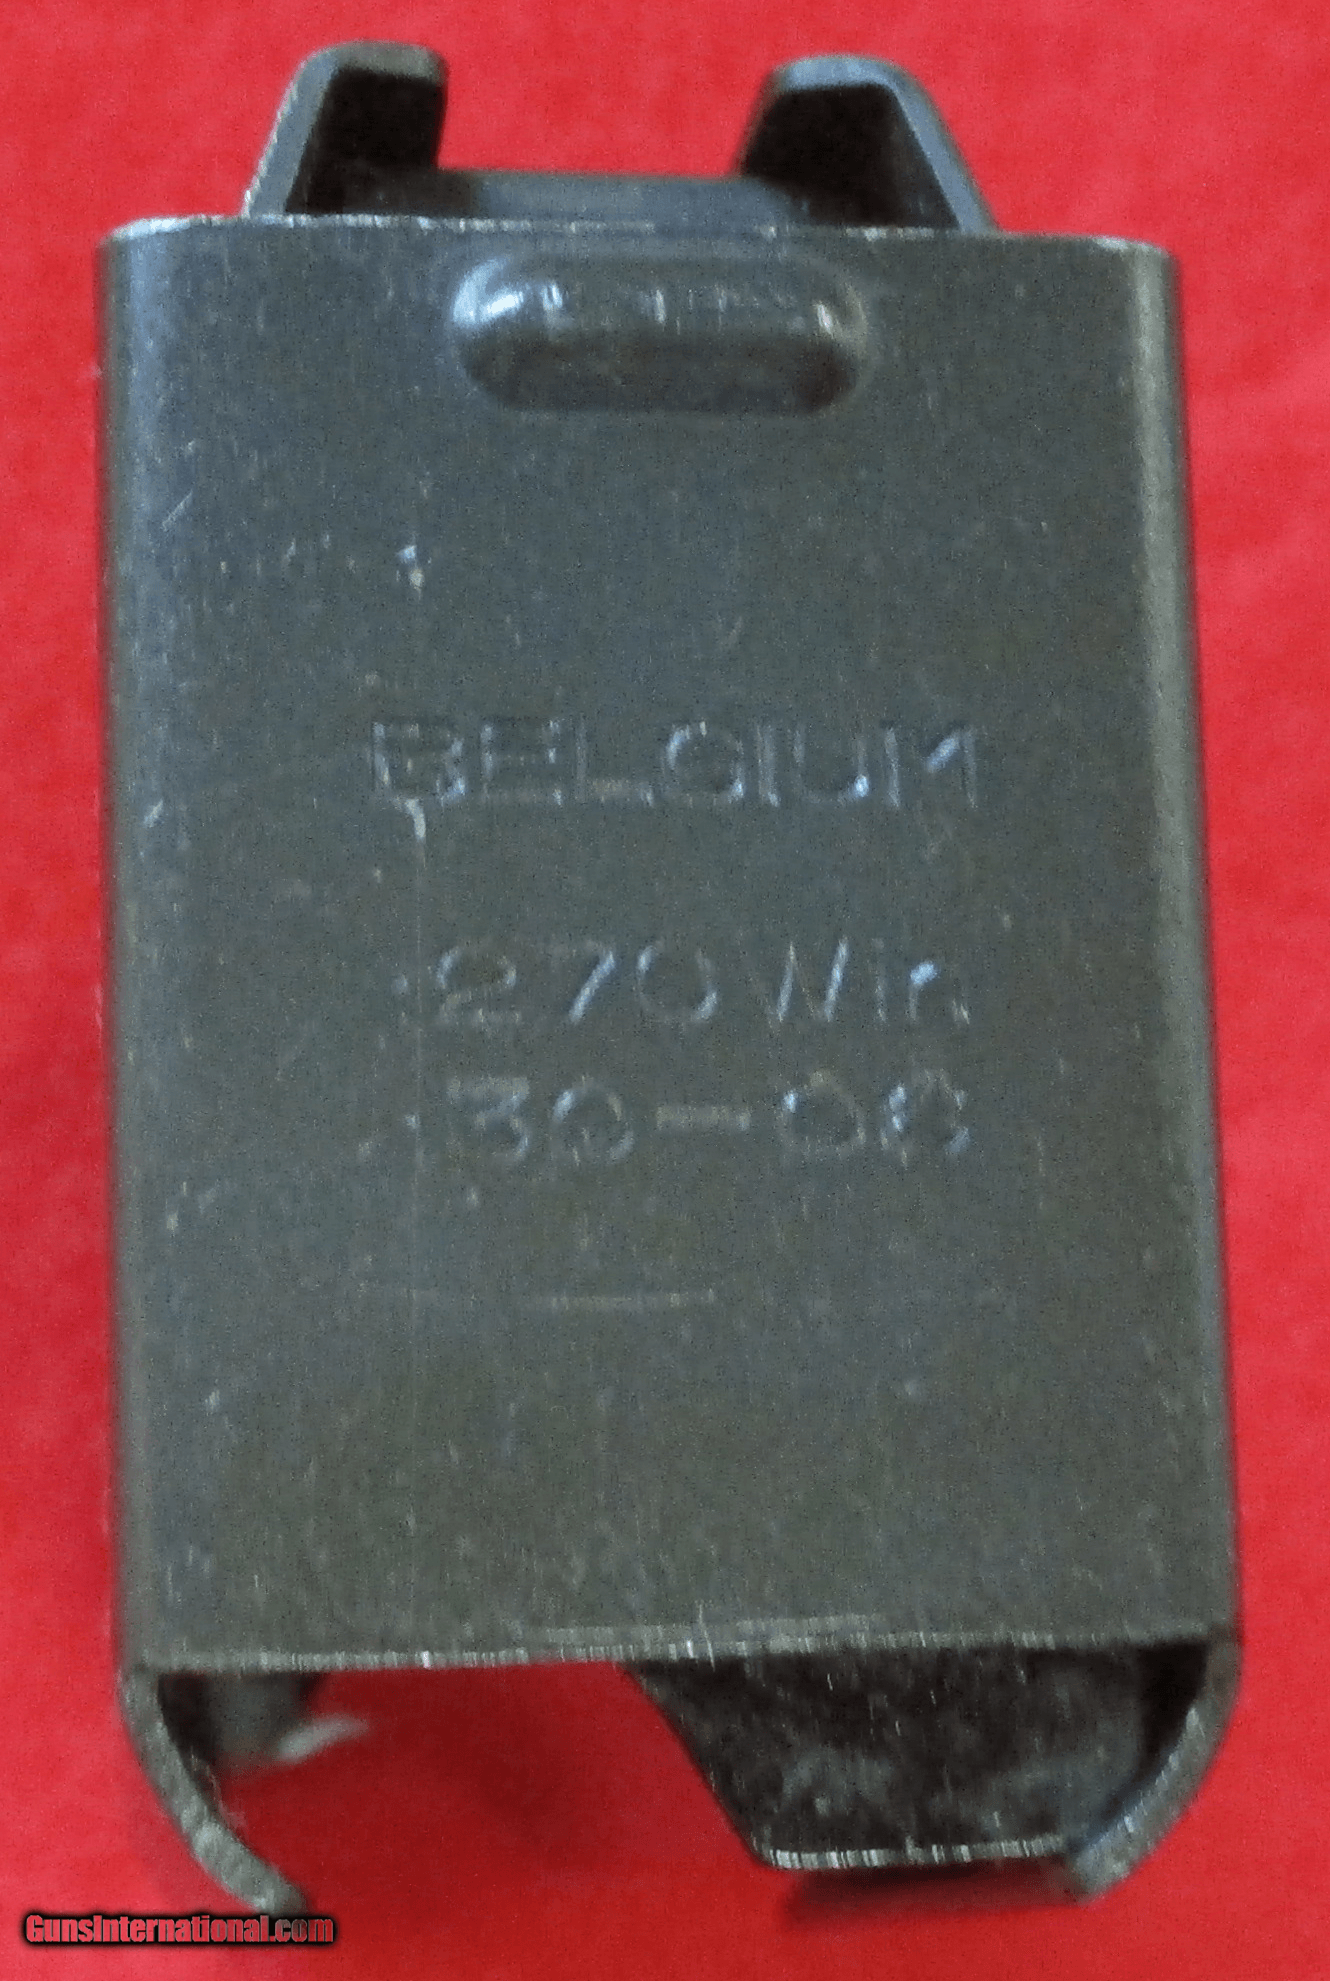 BELGIUM
.270 Win
.30-06
GunsInternational.com